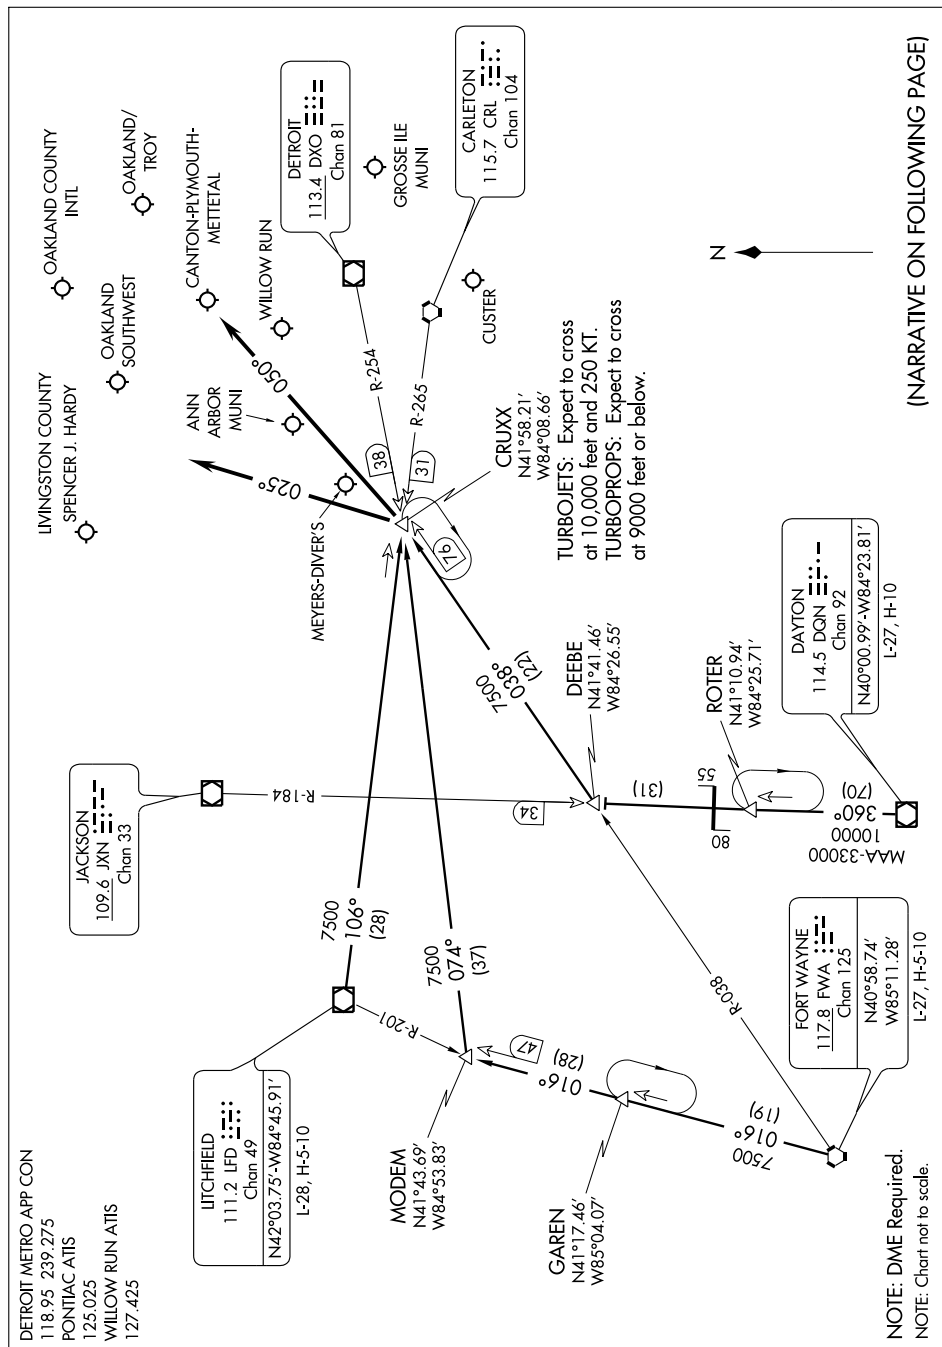 DETROIT METRO APP CON
118.95 239.275
PONTIAC ATIS
125.025
WILLOW RUN ATIS
127.425
LIVINGSTON COUNTY
SPENCER J. HARDY
OAKLAND COUNTY
INTL
OAKLAND
SOUTHWEST
OAKLAND/
TROY
CANTON-PLYMOUTH-
METTETAL
ANN
ARBOR
MUNI
WILLOW RUN
MEYERS-DIVER'S
GROSSE ILE
MUNI
CUSTER
DETROIT
113.4 DXO
Chan 81
CARLETON
115.7 CRL
Chan 104
JACKSON
109.6 JXN
Chan 33
LITCHFIELD
111.2 LFD
Chan 49
N42°03.75'-W84°45.91'
L-28, H-5-10
025°
050°
R-254
38
R-265
31
76
CRUXX
N41°58.21'
W84°08.66'
TURBOJETS: Expect to cross
at 10,000 feet and 250 KT.
TURBOPROPS: Expect to cross
at 9000 feet or below.
7500
106°
(28)
R-184
34
R-201
7500
074°
(37)
7500
038°
(22)
MODEM
N41°43.69'
W84°53.83'
47
(28)
016°
DEEBE
N41°41.46'
W84°26.55'
(31)
55
80
ROTER
N41°10.94'
W84°25.71'
GAREN
N41°17.46'
W85°04.07'
R-038
(19)
016°
7500
(70)
360°
10000
MAA-33000
DAYTON
114.5 DQN
Chan 92
N40°00.99'-W84°23.81'
L-27, H-10
FORT WAYNE
117.8 FWA
Chan 125
N40°58.74'
W85°11.28'
L-27, H-5-10
N
NOTE: DME Required.
NOTE: Chart not to scale.
(NARRATIVE ON FOLLOWING PAGE)